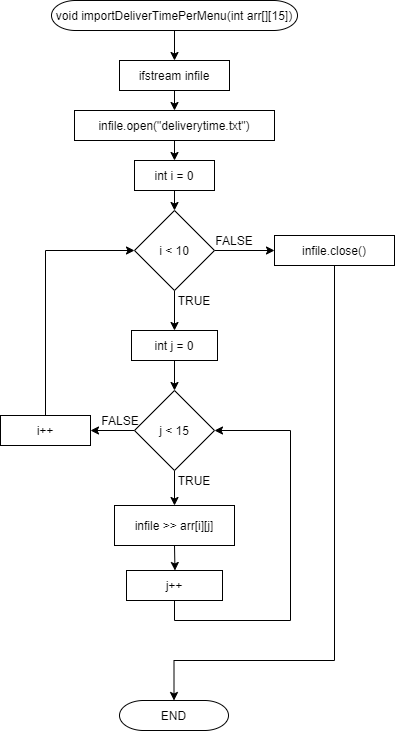 void importDeliverTimePerMenu(int arr[][15])
ifstream infile
infile.open("deliverytime.txt")
int i = 0
i < 10
FALSE
infile.close()
TRUE
int j = 0
j < 15
FALSE
i++
TRUE
infile >> arr[i][j]
j++
END